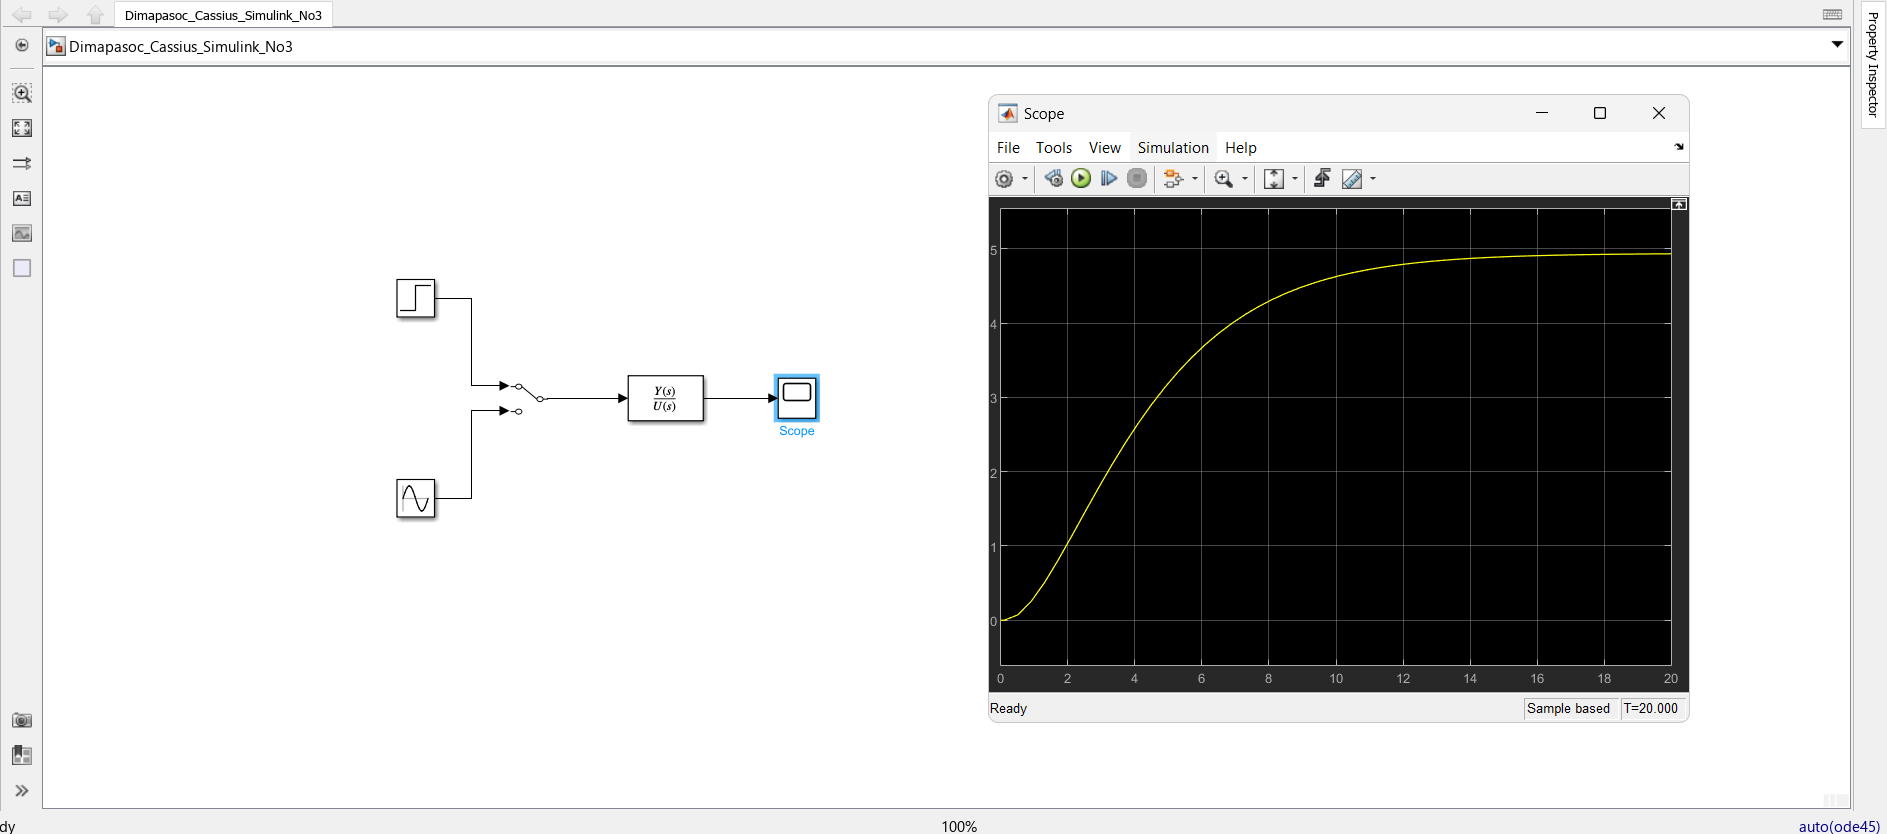 Dimapasoc_Cassius_Simulink_No3
Dimapasoc_Cassius_Simulink_No3
Property Inspector
Scope
File Tools View Simulation Help
5
4
3
2
1
0
0 2 4 6 8 10 12 14 16 18 20
Ready Sample based T=20.000
Y(s)
U(s)
Scope
dy 100% auto(ode45)